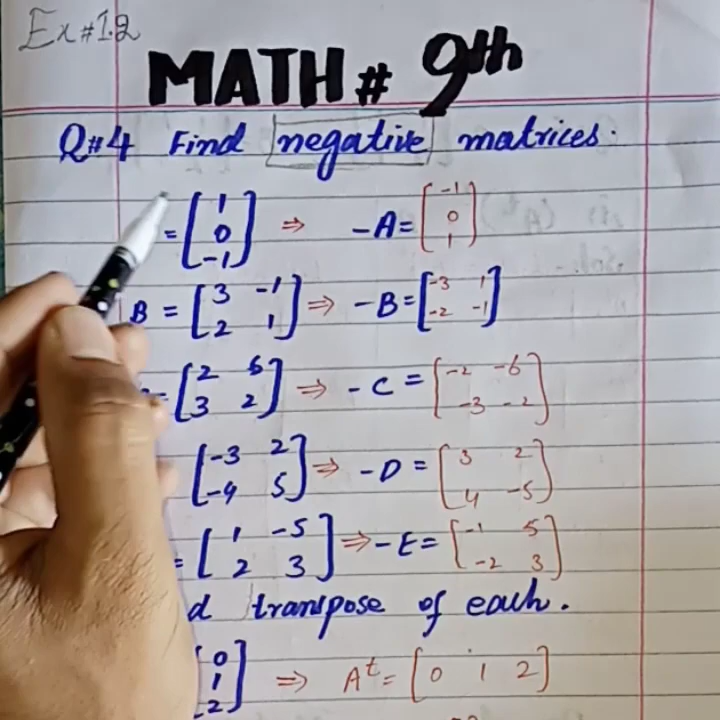 Ex#1.2
MATH# 9th
Q#4 Find negative matrices.
= [1 0 -1] ⇒ -A = [-1 0 1]
B = [3 -1 2 1] ⇒ -B = [-3 1 -2 -1]
= [2 6 3 2] ⇒ -C = [-2 -6 -3 -2]
[-3 2 -4 5] ⇒ -D = [3 2 4 -5]
= [1 -5 2 3] ⇒ -E = [-1 5 -2 3]
d transpose of each.
[0 1 2] ⇒ Aᵗ = [0 1 2]